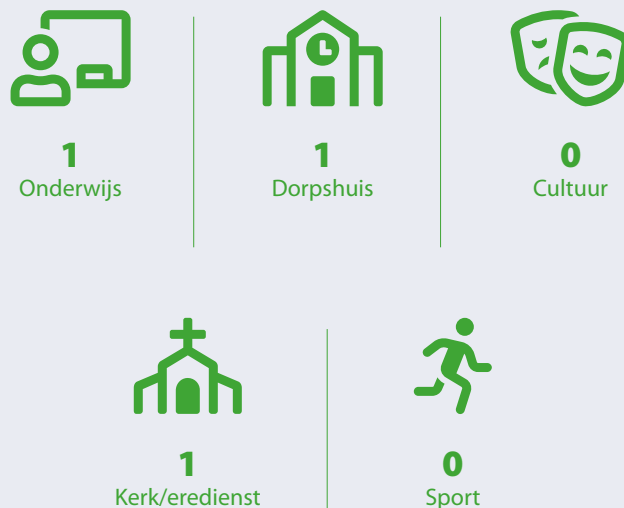 1
Onderwijs
1
Dorpshuis
0
Cultuur
1
Kerk/eredienst
0
Sport